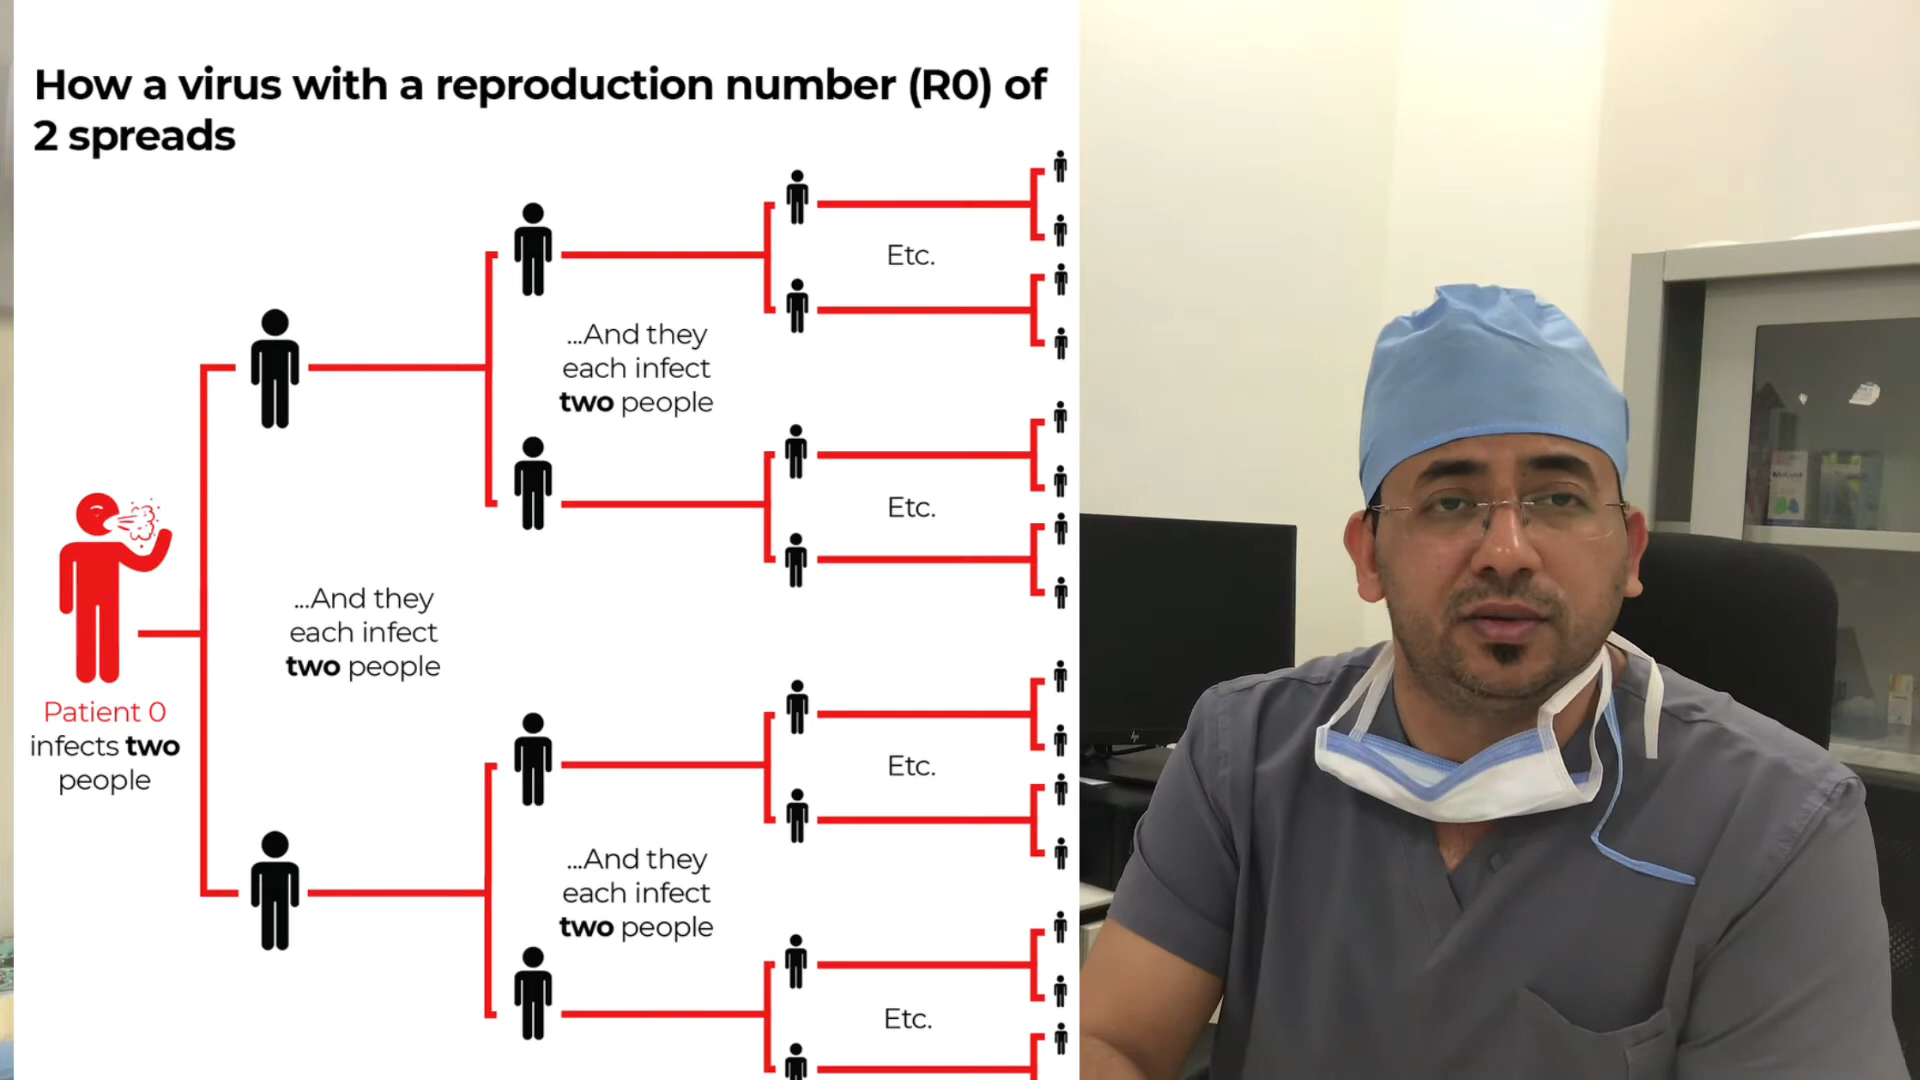 How a virus with a reproduction number (R0) of
2 spreads
Etc.
...And they
each infect
two people
Etc.
...And they
each infect
two people
Patient 0
infects two
people
Etc.
...And they
each infect
two people
Etc.
hp